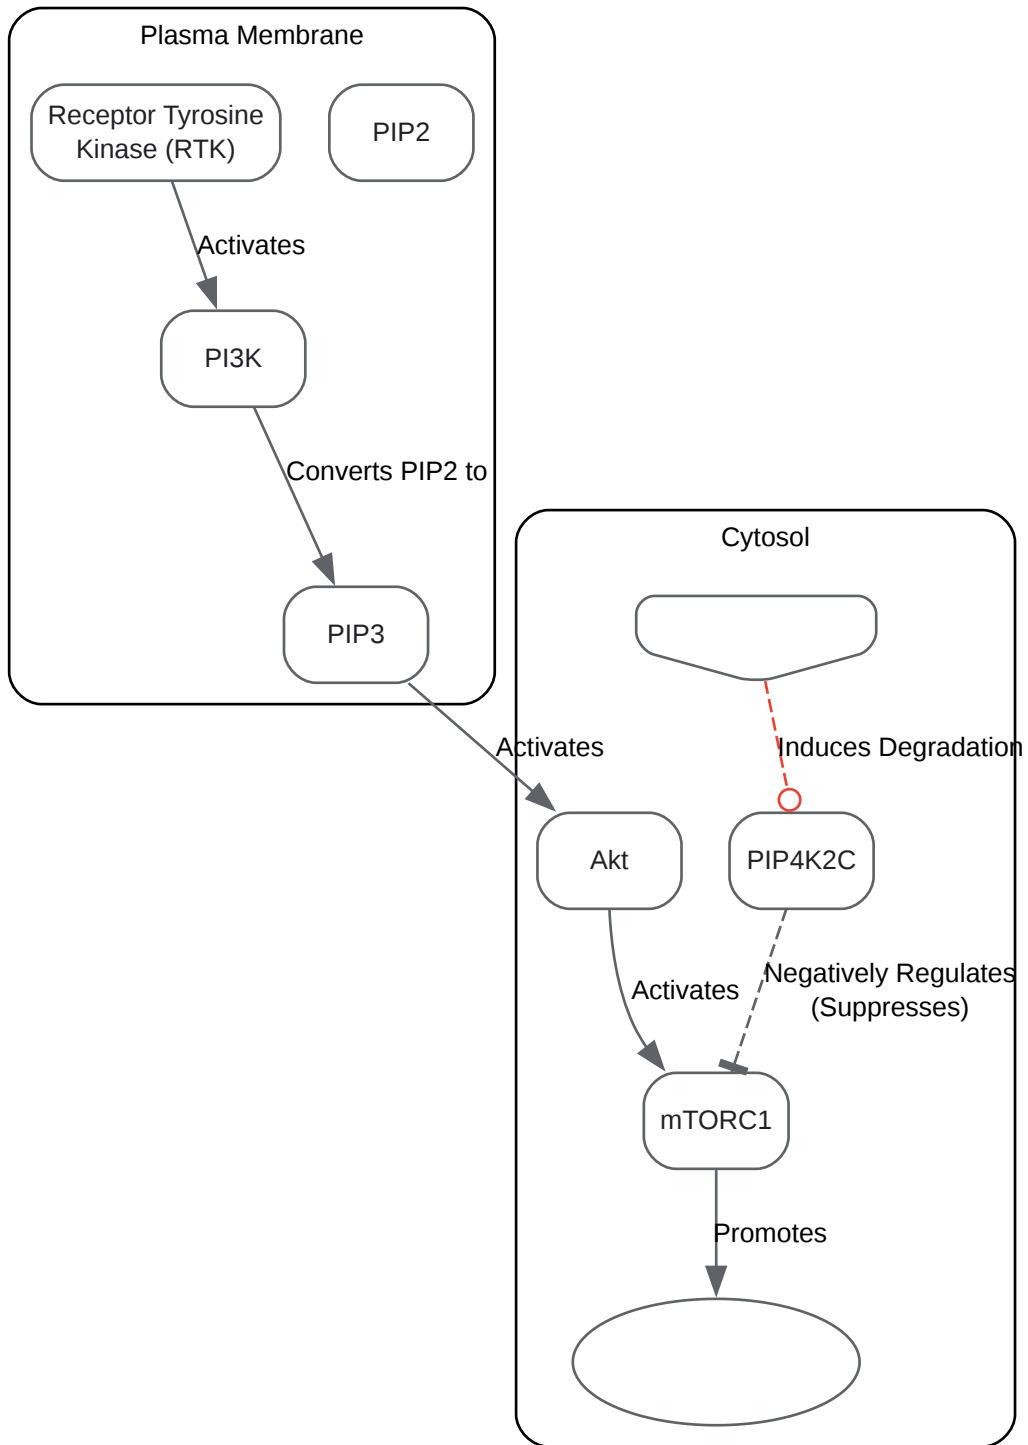 Plasma Membrane
Receptor Tyrosine
Kinase (RTK)
PIP2
Activates
PI3K
Converts PIP2 to
PIP3
Cytosol
Activates
Induces Degradation
Akt
PIP4K2C
Activates
Negatively Regulates
(Suppresses)
mTORC1
Promotes